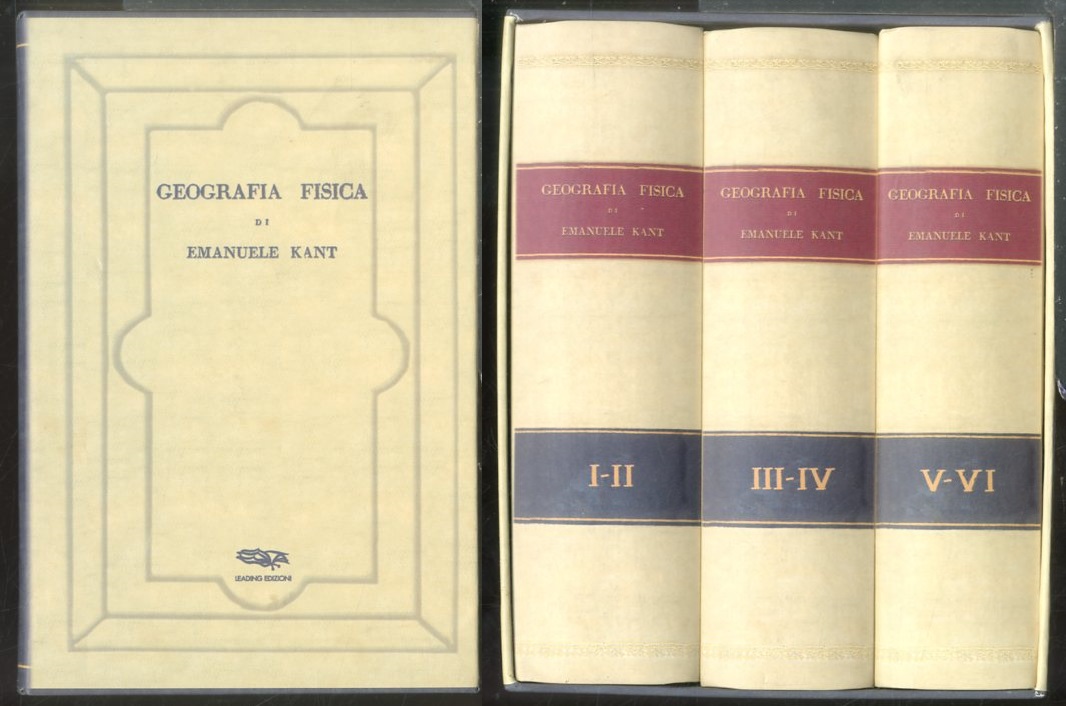 GEOGRAFIA FISICA
DI
EMANUELE KANT
LEADING EDIZIONI
GEOGRAFIA FISICA
DI
EMANUELE KANT
I-II
GEOGRAFIA FISICA
DI
EMANUELE KANT
III-IV
GEOGRAFIA FISICA
DI
EMANUELE KANT
V-VI